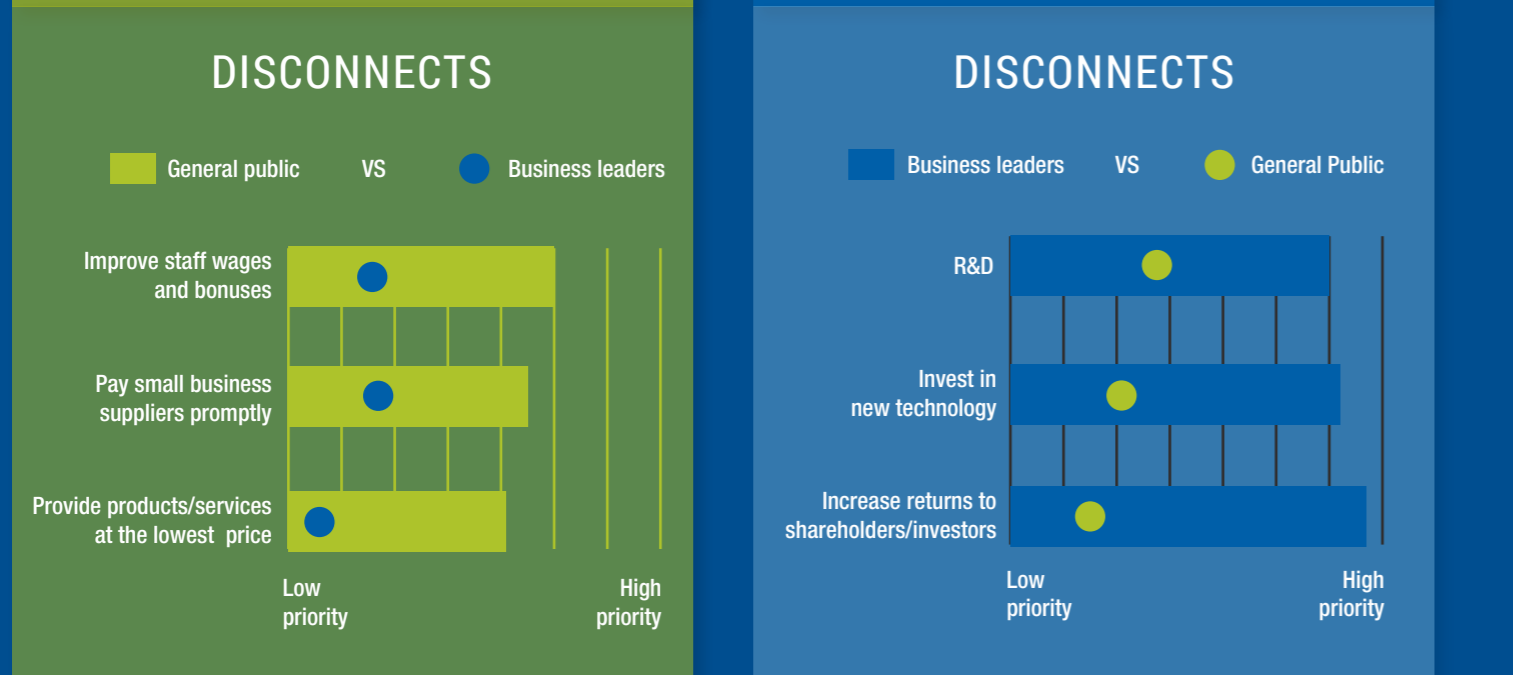 DISCONNECTS
General public VS Business leaders
Improve staff wages
and bonuses
Pay small business
suppliers promptly
Provide products/services
at the lowest price
Low
priority
High
priority
DISCONNECTS
Business leaders VS General Public
R&D
Invest in
new technology
Increase returns to
shareholders/investors
Low
priority
High
priority